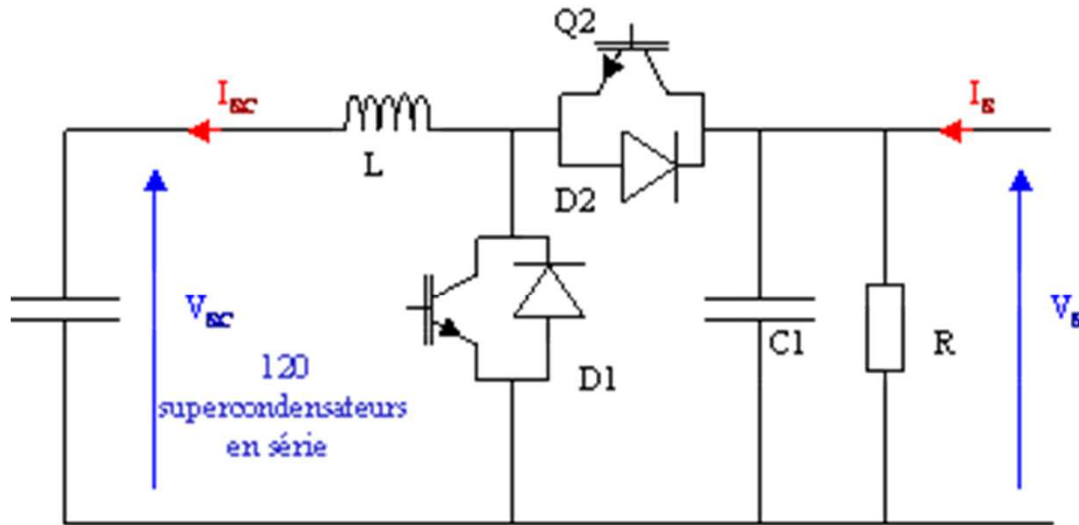 Q2
I_sc
I_s
L
D2
V_sc
C1
R
V_s
D1
120
supercondensateurs
en série